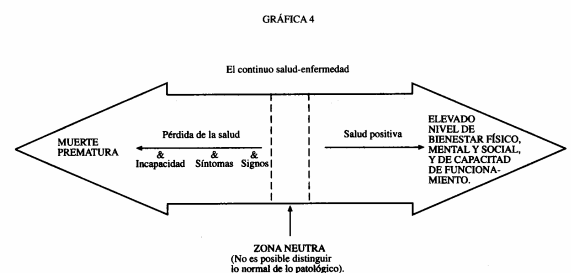 GRÁFICA 4
El continuo salud-enfermedad
MUERTE
PREMATURA
Pérdida de la salud
& & &
Incapacidad Síntomas Signos
Salud positiva
ELEVADO
NIVEL DE
BIENESTAR FÍSICO,
MENTAL Y SOCIAL,
Y DE CAPACITAD
DE FUNCIONA-
MIENTO.
ZONA NEUTRA
(No es posible distinguir
lo normal de lo patológico).